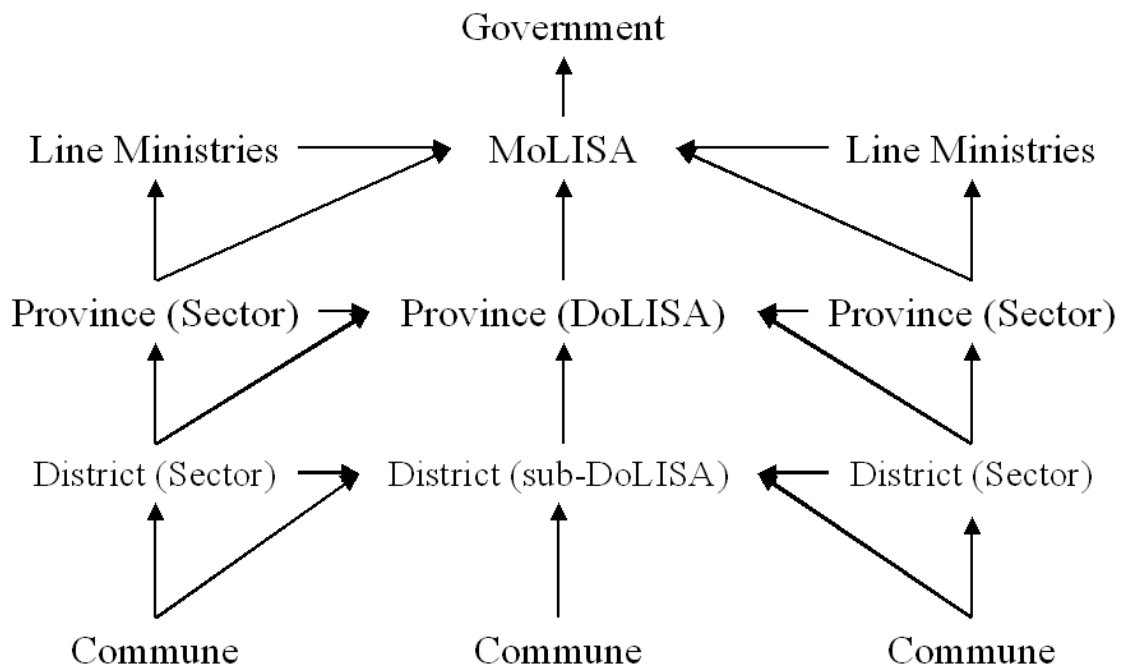 Government
Line Ministries MoLISA Line Ministries
Province (Sector) Province (DoLISA) Province (Sector)
District (Sector) District (sub-DoLISA) District (Sector)
Commune Commune Commune